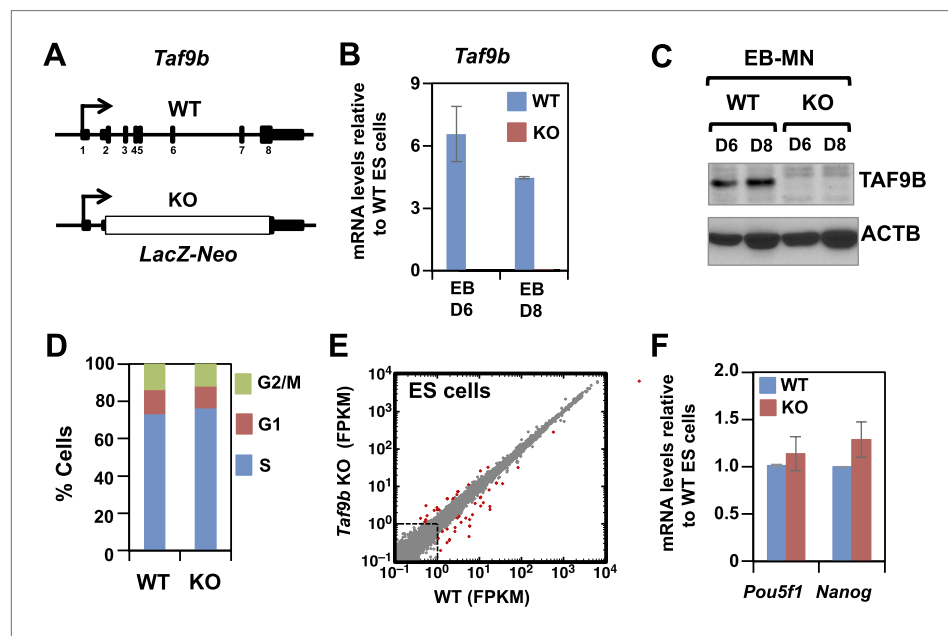 A
Taf9b
WT
1 2 3 45 6 7 8
KO
LacZ-Neo
B
Taf9b
mRNA levels relative
to WT ES cells
9
6
3
0
WT
KO
EB
D6
EB
D8
C
EB-MN
WT KO
D6 D8 D6 D8
TAF9B
ACTB
D
% Cells
100
80
60
40
20
0
G2/M
G1
S
WT KO
E
ES cells
Taf9b KO (FPKM)
10⁴
10³
10²
10¹
10⁰
10⁻¹
10⁻¹ 10⁰ 10¹ 10² 10³ 10⁴
WT (FPKM)
F
mRNA levels relative
to WT ES cells
2.0
1.5
1.0
0.5
0
WT
KO
Pou5f1 Nanog